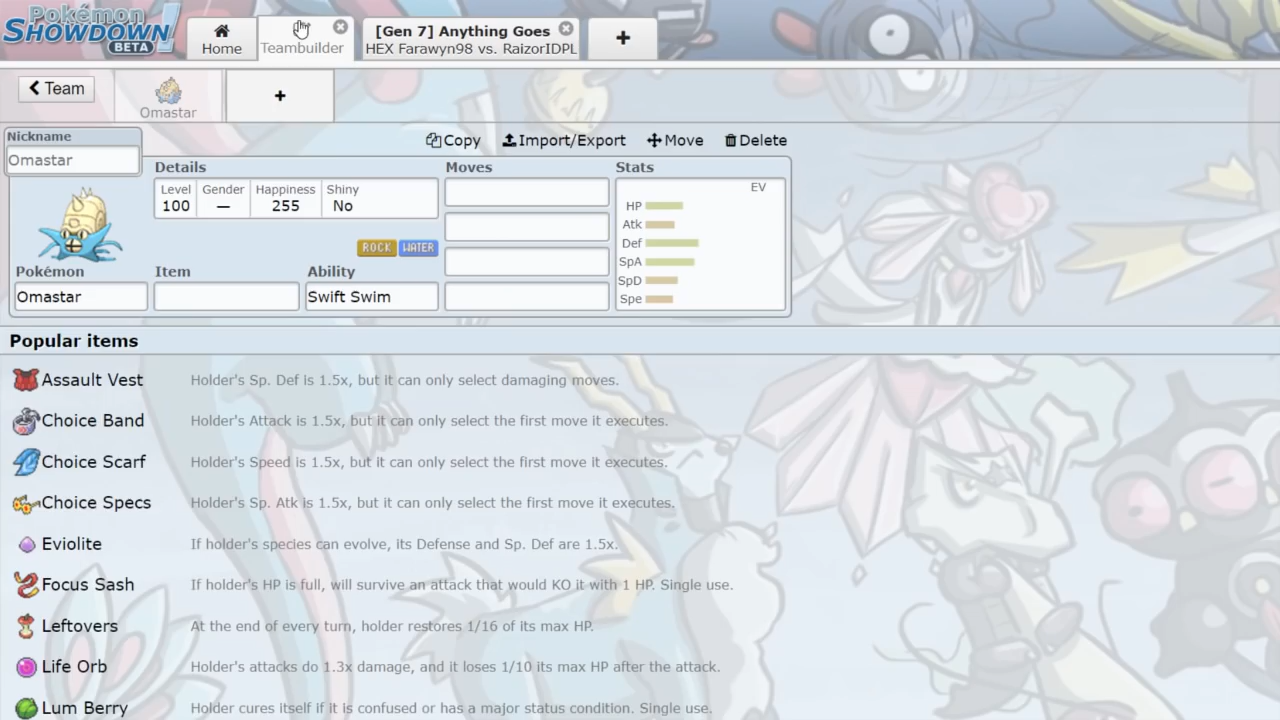 Pokémon
SHOWDOWN!
BETA
Home
Teambuilder
[Gen 7] Anything Goes
HEX Farawyn98 vs. RaizorIDPL
+
Team
Omastar
+
Copy
Import/Export
Move
Delete
Nickname
Omastar
Details
Moves
Stats
Level
Gender
Happiness
Shiny
100
—
255
No
EV
HP
Atk
Def
SpA
SpD
Spe
ROCK
WATER
Pokémon
Item
Ability
Omastar
Swift Swim
Popular items
Assault Vest Holder's Sp. Def is 1.5x, but it can only select damaging moves.
Choice Band Holder's Attack is 1.5x, but it can only select the first move it executes.
Choice Scarf Holder's Speed is 1.5x, but it can only select the first move it executes.
Choice Specs Holder's Sp. Atk is 1.5x, but it can only select the first move it executes.
Eviolite If holder's species can evolve, its Defense and Sp. Def are 1.5x.
Focus Sash If holder's HP is full, will survive an attack that would KO it with 1 HP. Single use.
Leftovers At the end of every turn, holder restores 1/16 of its max HP.
Life Orb Holder's attacks do 1.3x damage, and it loses 1/10 its max HP after the attack.
Lum Berry Holder cures itself if it is confused or has a major status condition. Single use.